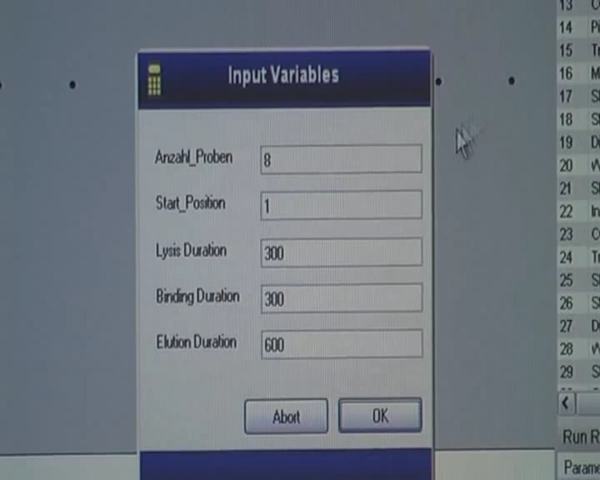 Input Variables
Anzahl_Proben 8
Start_Position 1
Lysis Duration 300
Binding Duration 300
Elution Duration 600
Abort OK
13
14
15
16
17
18
19
20
21
22
23
24
25
26
27
28
29
Run R
Parame